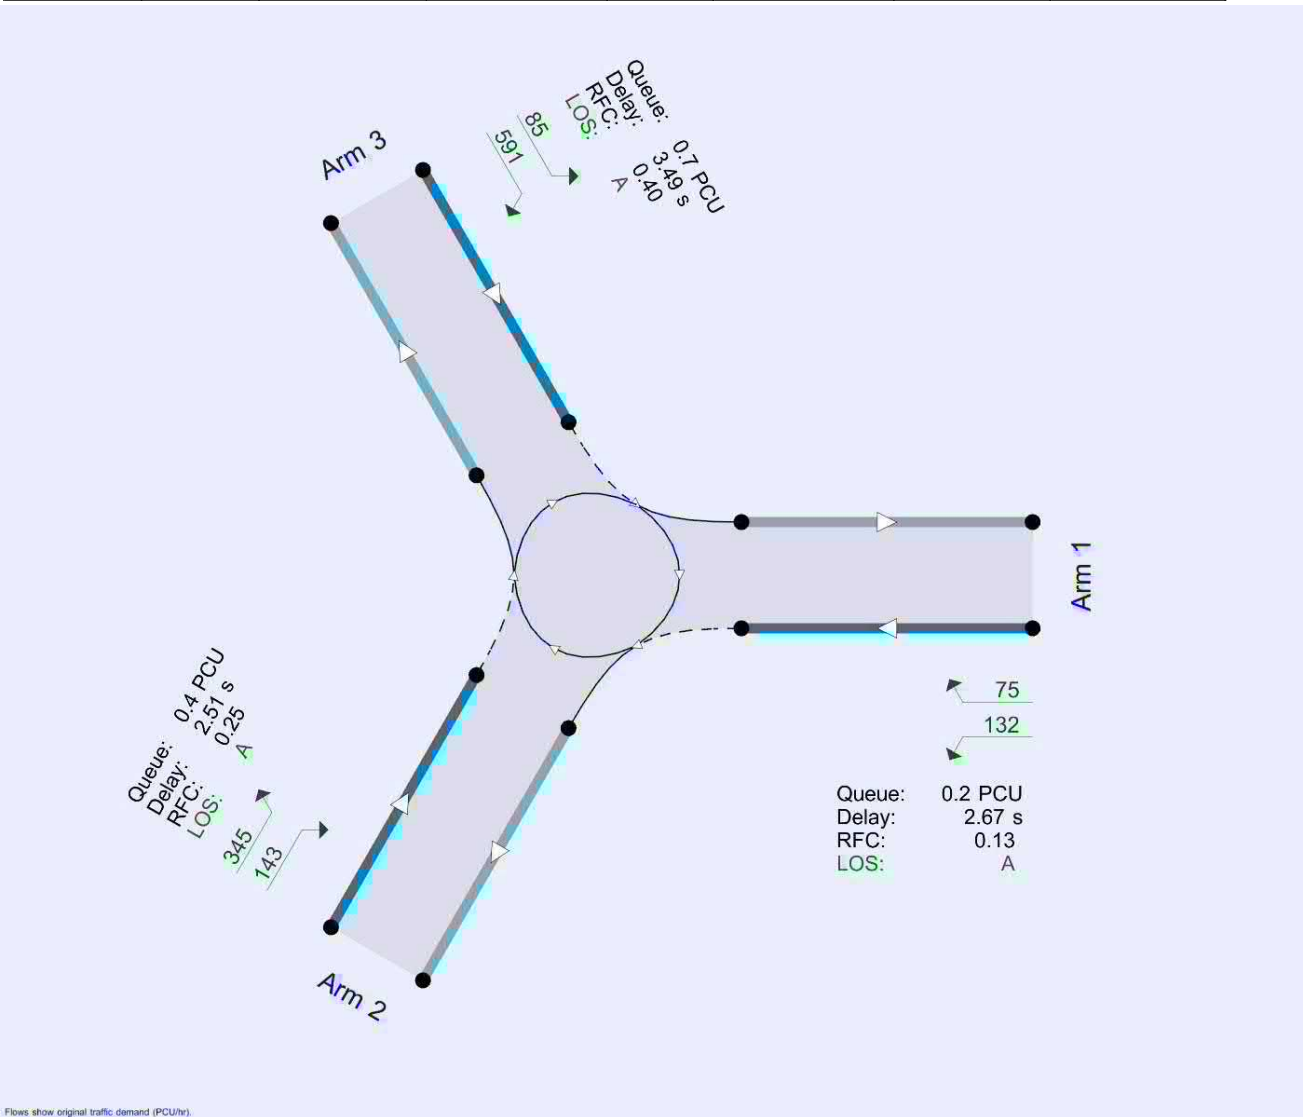 Arm 3
591
85
Queue: 0.7 PCU
Delay: 3.49 s
RFC: 0.40
LOS: A
Arm 1
75
132
Queue: 0.2 PCU
Delay: 2.67 s
RFC: 0.13
LOS: A
Queue: 0.4 PCU
Delay: 2.51 s
RFC: 0.25
LOS: A
345
143
Arm 2
Flows show original traffic demand (PCU/hr).